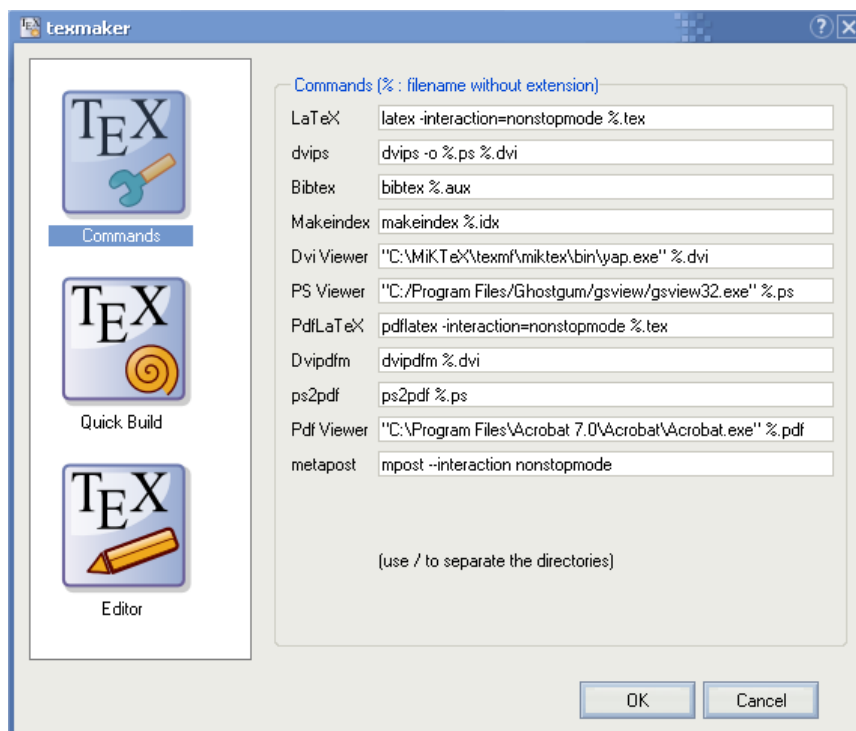 texmaker
TEX
Commands
TEX
Quick Build
TEX
Editor
Commands (% : filename without extension)
LaTeX latex -interaction=nonstopmode %.tex
dvips dvips -o %.ps %.dvi
Bibtex bibtex %.aux
Makeindex makeindex %.idx
Dvi Viewer "C:\MiKTeX\texmf\miktex\bin\yap.exe" %.dvi
PS Viewer "C:/Program Files/Ghostgum/gsview/gsview32.exe" %.ps
PdfLaTeX pdflatex -interaction=nonstopmode %.tex
Dvipdfm dvipdfm %.dvi
ps2pdf ps2pdf %.ps
Pdf Viewer "C:\Program Files\Acrobat 7.0\Acrobat\Acrobat.exe" %.pdf
metapost mpost --interaction nonstopmode
(use / to separate the directories)
OK Cancel